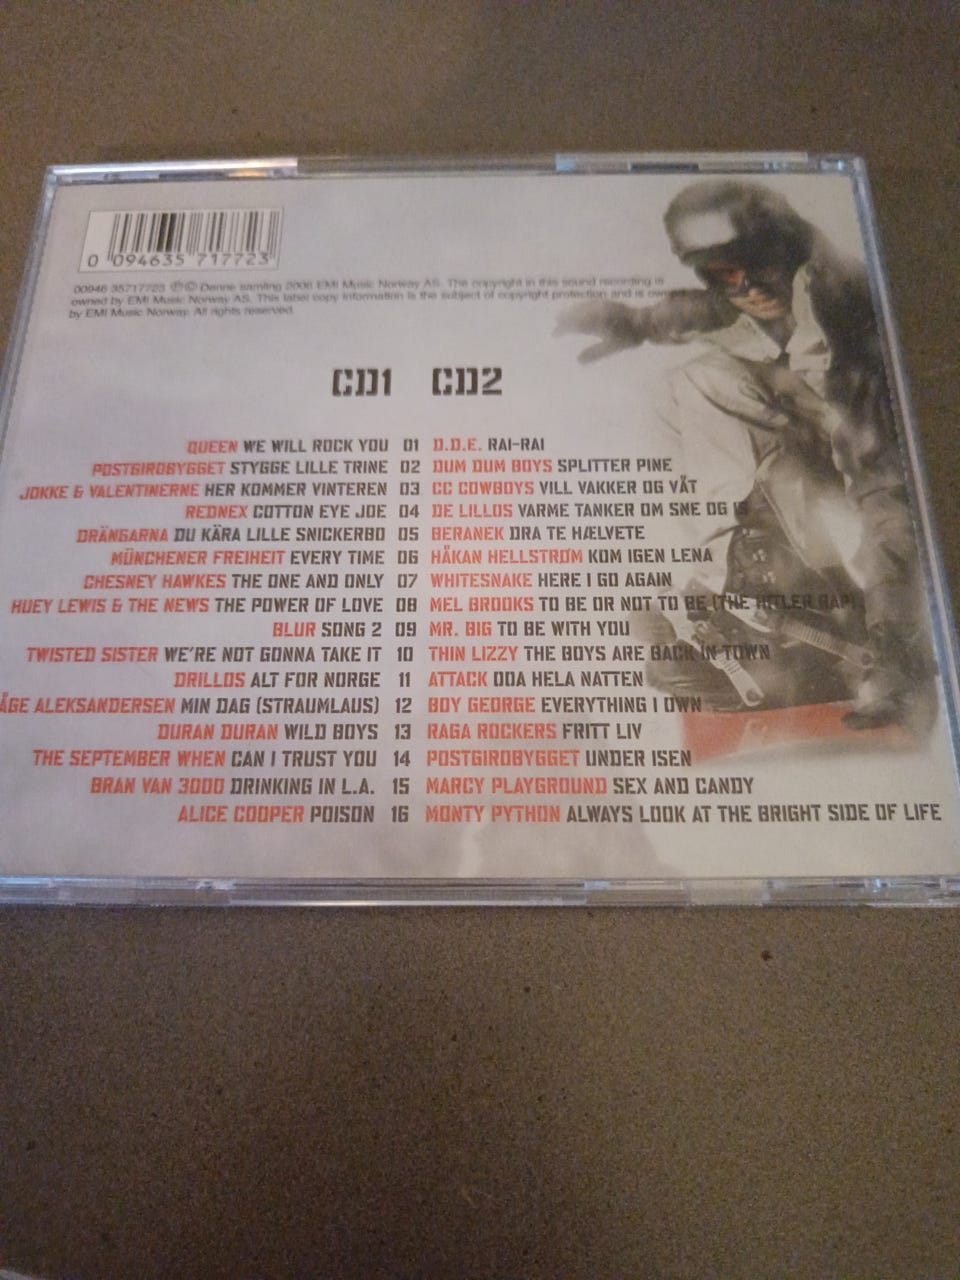 0 094635 717723
00946 35717723 ℗© Denne samling 2006 EMI Music Norway AS. The copyright in this sound recording is
owned by EMI Music Norway AS. This label copy information is the subject of copyright protection and is
by EMI Music Norway. All rights reserved.
CD1 CD2
QUEEN WE WILL ROCK YOU 01 D.D.E. RAI-RAI
POSTGIROBYGGET STYGGE LILLE TRINE 02 DUM DUM BOYS SPLITTER PINE
JOKKE & VALENTINERNE HER KOMMER VINTEREN 03 CC COWBOYS VILL VAKKER OG VÅT
REDNEX COTTON EYE JOE 04 DE LILLOS VARME TANKER OM SNE OG IS
DRÄNGARNA DU KÄRA LILLE SNICKERBO 05 BERANEK DRA TE HÆLVETE
MÜNCHENER FREIHEIT EVERY TIME 06 HÅKAN HELLSTRØM KOM IGEN LENA
CHESNEY HAWKES THE ONE AND ONLY 07 WHITESNAKE HERE I GO AGAIN
HUEY LEWIS & THE NEWS THE POWER OF LOVE 08 MEL BROOKS TO BE OR NOT TO BE (THE HITLER RAP)
BLUR SONG 2 09 MR. BIG TO BE WITH YOU
TWISTED SISTER WE'RE NOT GONNA TAKE IT 10 THIN LIZZY THE BOYS ARE BACK IN TOWN
DRILLOS ALT FOR NORGE 11 ATTACK OOA HELA NATTEN
ÅGE ALEKSANDERSEN MIN DAG (STRAUMLAUS) 12 BOY GEORGE EVERYTHING I OWN
DURAN DURAN WILD BOYS 13 RAGA ROCKERS FRITT LIV
THE SEPTEMBER WHEN CAN I TRUST YOU 14 POSTGIROBYGGET UNDER ISEN
BRAN VAN 3000 DRINKING IN L.A. 15 MARCY PLAYGROUND SEX AND CANDY
ALICE COOPER POISON 16 MONTY PYTHON ALWAYS LOOK AT THE BRIGHT SIDE OF LIFE